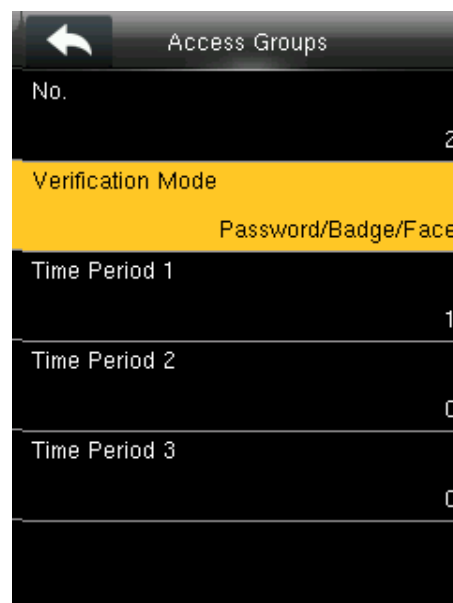 Access Groups
No.
2
Verification Mode
Password/Badge/Face
Time Period 1
1
Time Period 2
0
Time Period 3
0